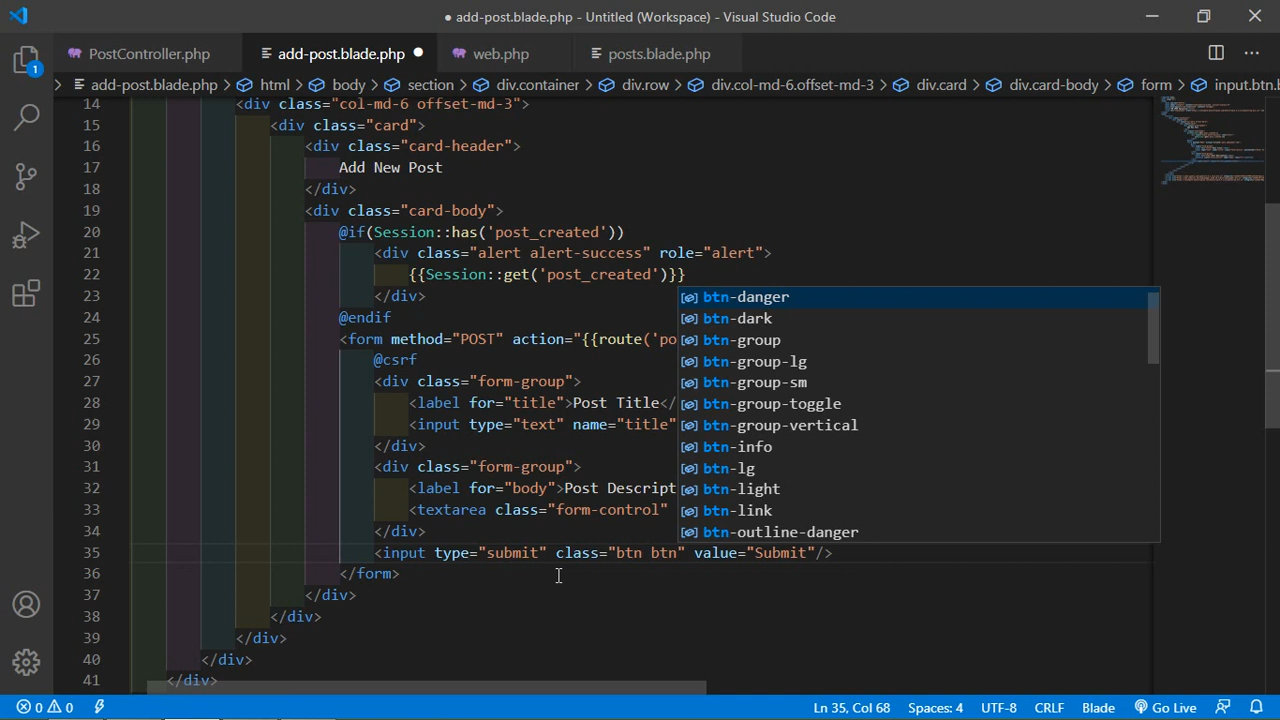 ● add-post.blade.php - Untitled (Workspace) - Visual Studio Code
PostController.php add-post.blade.php ● web.php posts.blade.php
add-post.blade.php > html > body > section > div.container > div.row > div.col-md-6.offset-md-3 > div.card > div.card-body > form > input.btn.b
1
14 <div class="col-md-6 offset-md-3">
15 <div class="card">
16 <div class="card-header">
17 Add New Post
18 </div>
19 <div class="card-body">
20 @if(Session::has('post_created'))
21 <div class="alert alert-success" role="alert">
22 {{Session::get('post_created')}}
23 </div>
24 @endif
25 <form method="POST" action="{{route('po
26 @csrf
27 <div class="form-group">
28 <label for="title">Post Title</
29 <input type="text" name="title"
30 </div>
31 <div class="form-group">
32 <label for="body">Post Descript
33 <textarea class="form-control"
34 </div>
35 <input type="submit" class="btn btn" value="Submit"/>
36 </form>
37 </div>
38 </div>
39 </div>
40 </div>
41 </div>
btn-danger
btn-dark
btn-group
btn-group-lg
btn-group-sm
btn-group-toggle
btn-group-vertical
btn-info
btn-lg
btn-light
btn-link
btn-outline-danger
0 0 Ln 35, Col 68 Spaces: 4 UTF-8 CRLF Blade Go Live